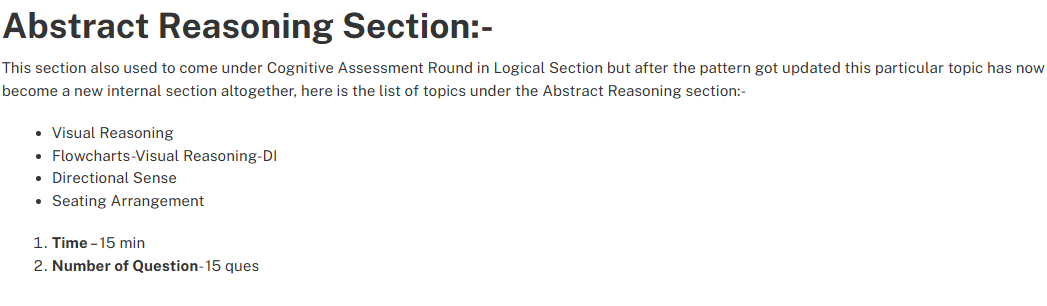 Abstract Reasoning Section:-
This section also used to come under Cognitive Assessment Round in Logical Section but after the pattern got updated this particular topic has now
become a new internal section altogether, here is the list of topics under the Abstract Reasoning section:-
• Visual Reasoning
• Flowcharts-Visual Reasoning-DI
• Directional Sense
• Seating Arrangement
1. Time – 15 min
2. Number of Question- 15 ques